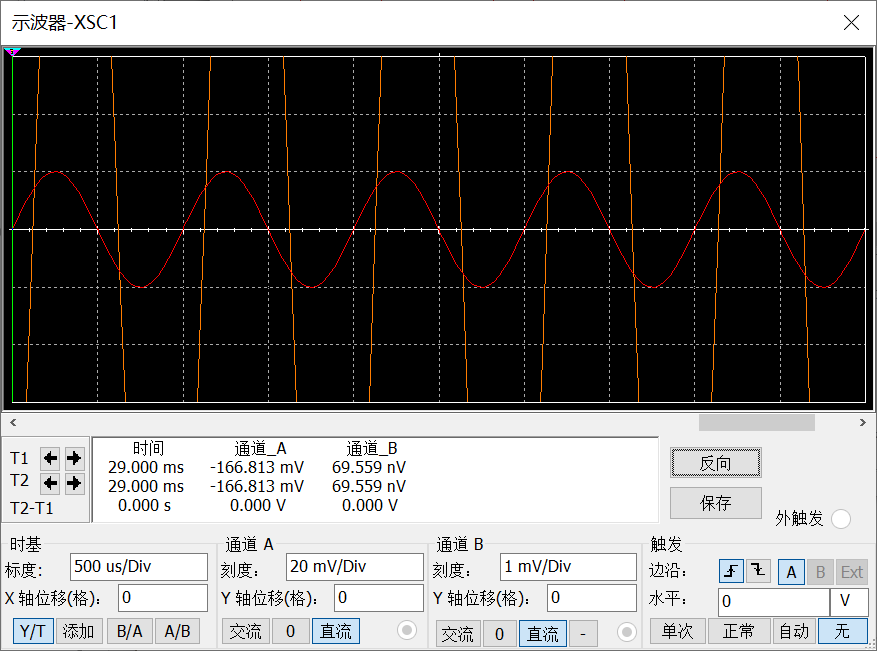 示波器-XSC1
时间 通道_A 通道_B
T1 29.000 ms -166.813 mV 69.559 nV
T2 29.000 ms -166.813 mV 69.559 nV
T2-T1 0.000 s 0.000 V 0.000 V
反向
保存
外触发
时基
标度: 500 us/Div
X 轴位移(格): 0
Y/T 添加 B/A A/B
通道 A
刻度: 20 mV/Div
Y 轴位移(格): 0
交流 0 直流
通道 B
刻度: 1 mV/Div
Y 轴位移(格): 0
交流 0 直流 -
触发
边沿: A B Ext
水平: 0 V
单次 正常 自动 无